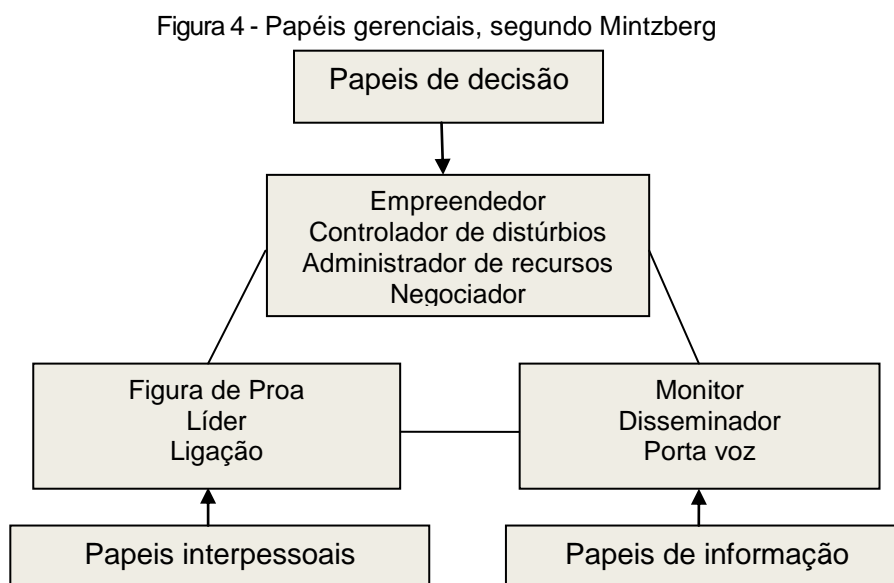 Figura 4 - Papéis gerenciais, segundo Mintzberg
Papeis de decisão
Empreendedor
Controlador de distúrbios
Administrador de recursos
Negociador
Figura de Proa
Líder
Ligação
Monitor
Disseminador
Porta voz
Papeis interpessoais
Papeis de informação